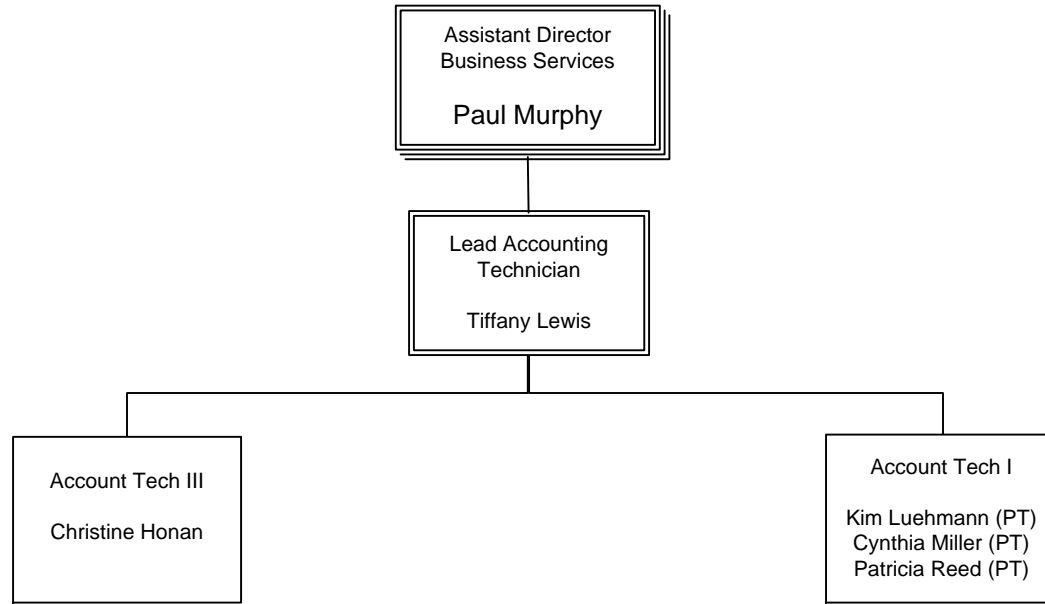 Assistant Director
Business Services
Paul Murphy
Lead Accounting
Technician
Tiffany Lewis
Account Tech III
Christine Honan
Account Tech I
Kim Luehmann (PT)
Cynthia Miller (PT)
Patricia Reed (PT)